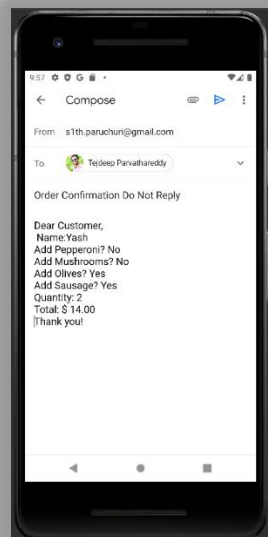 9:57
Compose
From s1th.paruchuri@gmail.com
To Tejdeep Parvathareddy
Order Confirmation Do Not Reply
Dear Customer,
Name:Yash
Add Pepperoni? No
Add Mushrooms? No
Add Olives? Yes
Add Sausage? Yes
Quantity: 2
Total: $ 14.00
Thank you!